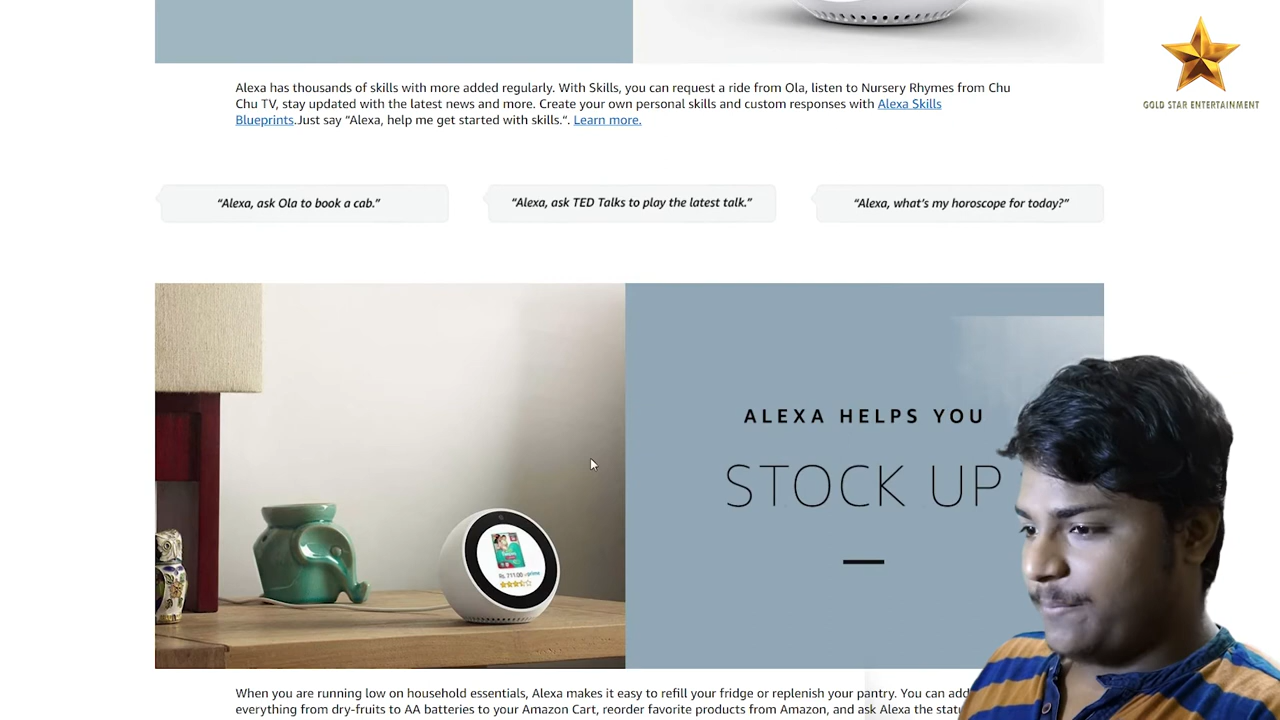 Alexa has thousands of skills with more added regularly. With Skills, you can request a ride from Ola, listen to Nursery Rhymes from Chu
Chu TV, stay updated with the latest news and more. Create your own personal skills and custom responses with Alexa Skills
Blueprints.Just say “Alexa, help me get started with skills.“. Learn more.
GOLD STAR ENTERTAINMENT
“Alexa, ask Ola to book a cab.”
“Alexa, ask TED Talks to play the latest talk.”
“Alexa, what’s my horoscope for today?”
ALEXA HELPS YOU
STOCK UP
Rs. 711.00 prime
When you are running low on household essentials, Alexa makes it easy to refill your fridge or replenish your pantry. You can add
everything from dry-fruits to AA batteries to your Amazon Cart, reorder favorite products from Amazon, and ask Alexa the